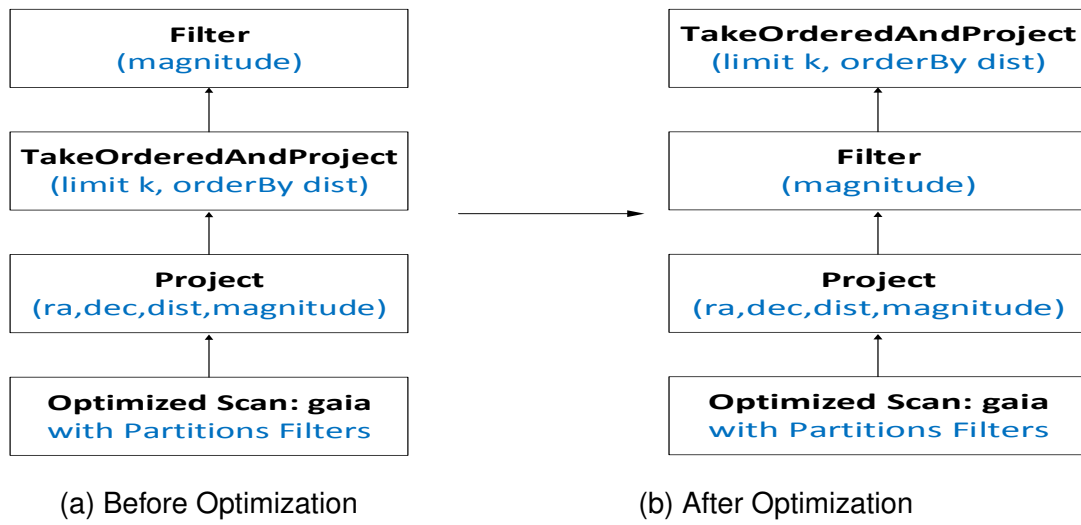 Filter
(magnitude)
TakeOrderedAndProject
(limit k, orderBy dist)
Project
(ra,dec,dist,magnitude)
Optimized Scan: gaia
with Partitions Filters
(a) Before Optimization
TakeOrderedAndProject
(limit k, orderBy dist)
Filter
(magnitude)
Project
(ra,dec,dist,magnitude)
Optimized Scan: gaia
with Partitions Filters
(b) After Optimization